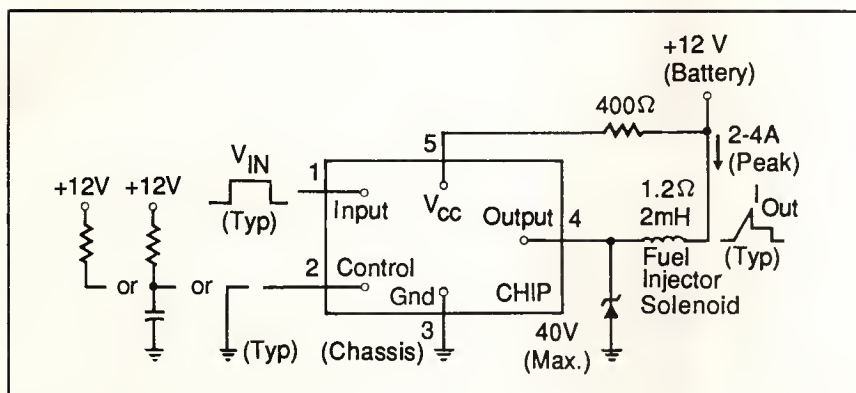 +12 V
(Battery)
400Ω
2-4A
(Peak)
5
V_IN
1
+12V +12V
(Typ)
Input
V_CC
Output
4
1.2Ω
2mH
I_Out
(Typ)
Fuel
Injector
Solenoid
or or
2
Control
Gnd
CHIP
3
(Typ)
(Chassis)
40V
(Max.)